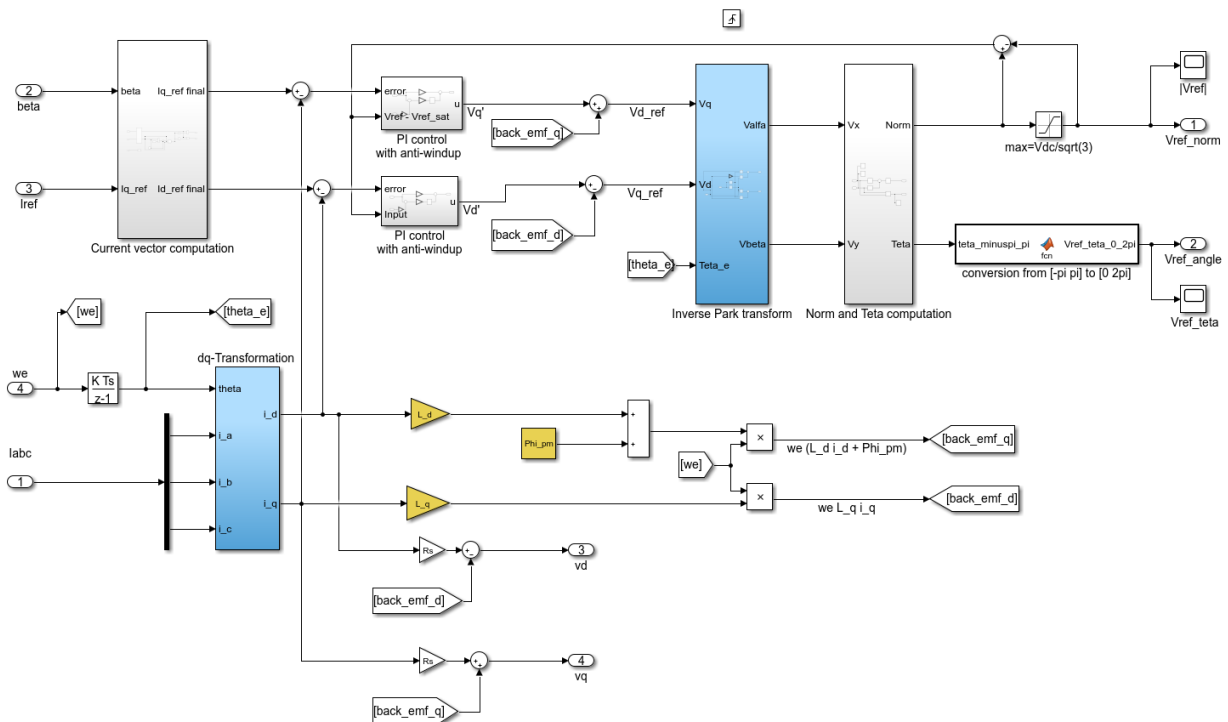 2
beta
3
Iref
beta
Iq_ref
Iq_ref final
Id_ref final
Current vector computation
+
−
+
−
error
Vref - Vref_sat
u
PI control
with anti-windup
Vq'
error
Input
u
PI control
with anti-windup
Vd'
[back_emf_q]
+
+
Vd_ref
[back_emf_d]
+
−
Vq_ref
[theta_e]
Vq
Vd
Teta_e
Valfa
Vbeta
Inverse Park transform
Vx
Vy
Norm
Teta
Norm and Teta computation
+
−
max=Vdc/sqrt(3)
|Vref|
1
Vref_norm
teta_minuspi_pi
fcn
Vref_teta_0_2pi
conversion from [-pi pi] to [0 2pi]
2
Vref_angle
Vref_teta
[we]
[theta_e]
we
4
K Ts
z-1
Iabc
1
dq-Transformation
theta
i_a
i_b
i_c
i_d
i_q
L_d
Phi_pm
L_q
+
+
[we]
×
we (L_d i_d + Phi_pm)
[back_emf_q]
×
we L_q i_q
[back_emf_d]
Rs
+
−
3
vd
[back_emf_d]
Rs
+
+
4
vq
[back_emf_q]